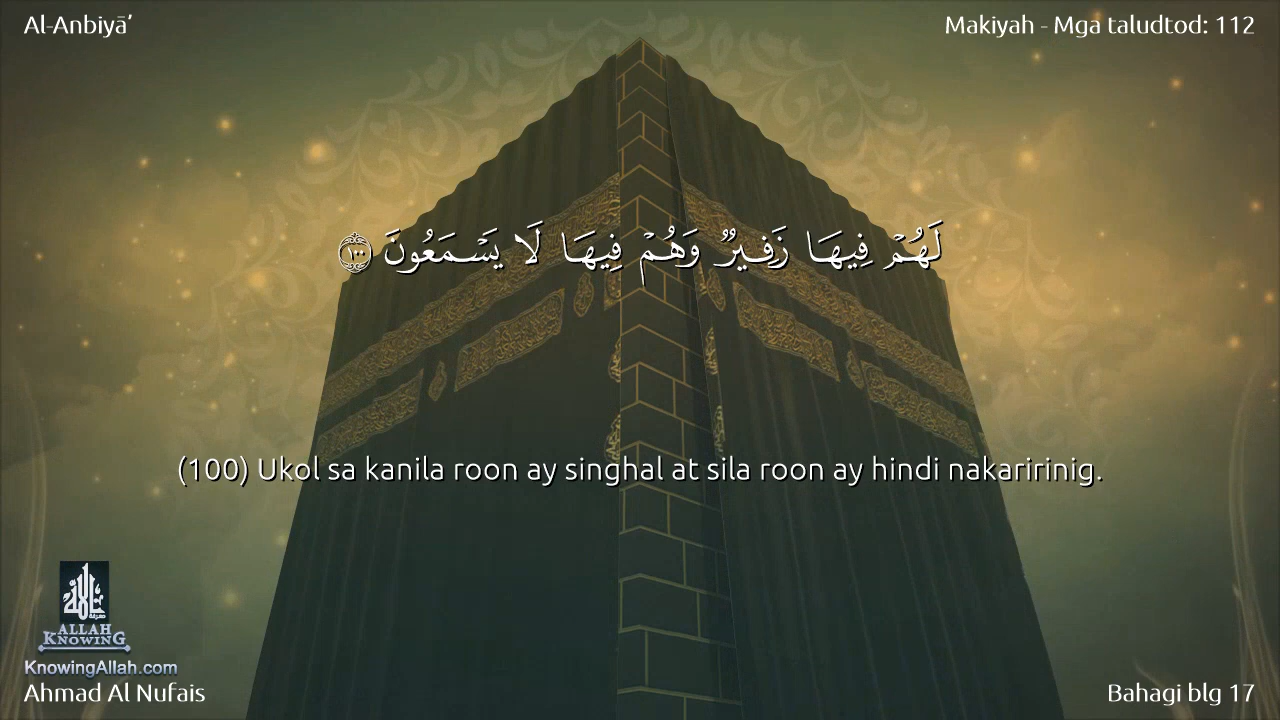 Al-Anbiyā’
Makiyah - Mga taludtod: 112
لَهُمْ فِيهَا زَفِيرٌ وَهُمْ فِيهَا لَا يَسْمَعُونَ ١٠٠
(100) Ukol sa kanila roon ay singhal at sila roon ay hindi nakaririnig.
ALLAH
KNOWING
KnowingAllah.com
Ahmad Al Nufais
Bahagi blg 17